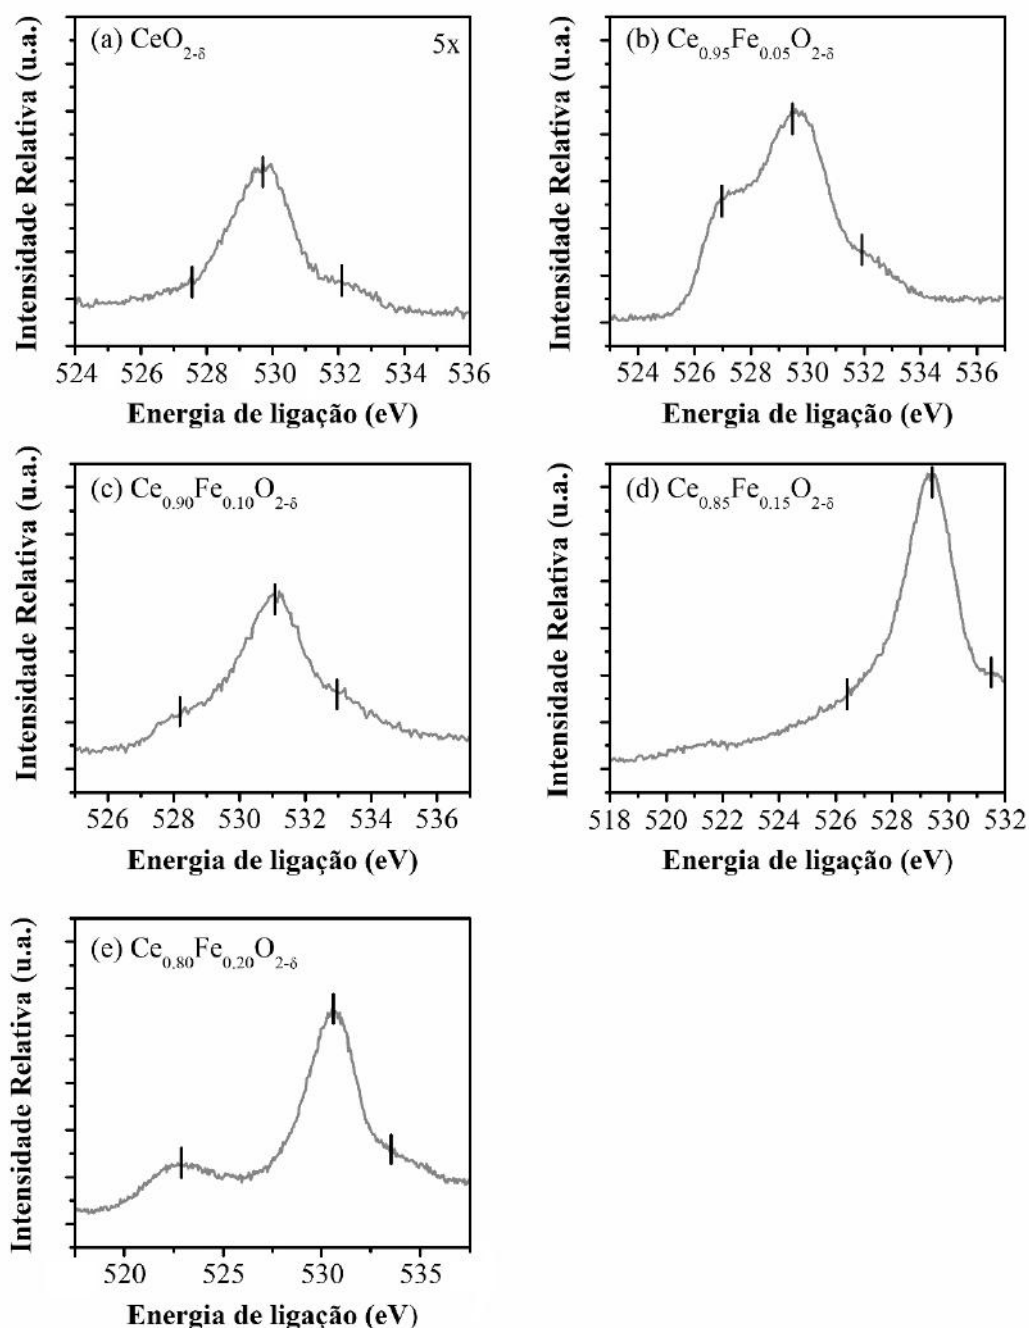 (a) CeO₂₋δ 5x
Intensidade Relativa (u.a.)
524 526 528 530 532 534 536
Energia de ligação (eV)
(b) Ce₀.₉₅Fe₀.₀₅O₂₋δ
Intensidade Relativa (u.a.)
524 526 528 530 532 534 536
Energia de ligação (eV)
(c) Ce₀.₉₀Fe₀.₁₀O₂₋δ
Intensidade Relativa (u.a.)
526 528 530 532 534 536
Energia de ligação (eV)
(d) Ce₀.₈₅Fe₀.₁₅O₂₋δ
Intensidade Relativa (u.a.)
518 520 522 524 526 528 530 532
Energia de ligação (eV)
(e) Ce₀.₈₀Fe₀.₂₀O₂₋δ
Intensidade Relativa (u.a.)
520 525 530 535
Energia de ligação (eV)